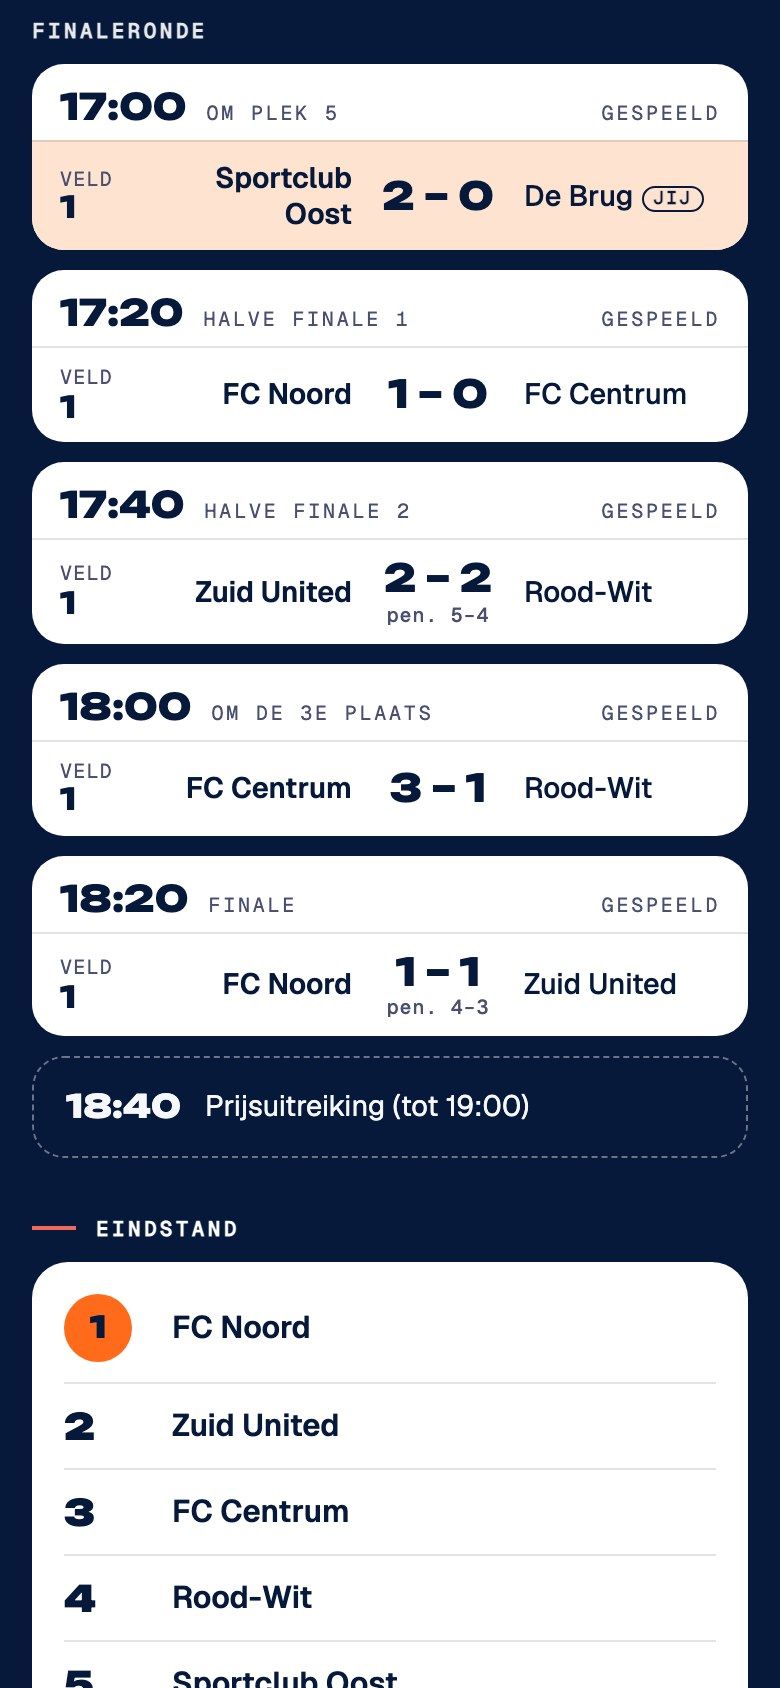 FINALERONDE
17:00 OM PLEK 5 GESPEELD
VELD
1
Sportclub
Oost
2 – 0
De Brug JIJ
17:20 HALVE FINALE 1 GESPEELD
VELD
1
FC Noord 1 – 0 FC Centrum
17:40 HALVE FINALE 2 GESPEELD
VELD
1
Zuid United 2 – 2 Rood-Wit
pen. 5–4
18:00 OM DE 3E PLAATS GESPEELD
VELD
1
FC Centrum 3 – 1 Rood-Wit
18:20 FINALE GESPEELD
VELD
1
FC Noord 1 – 1 Zuid United
pen. 4–3
18:40 Prijsuitreiking (tot 19:00)
EINDSTAND
1 FC Noord
2 Zuid United
3 FC Centrum
4 Rood-Wit
5 Sportclub Oost